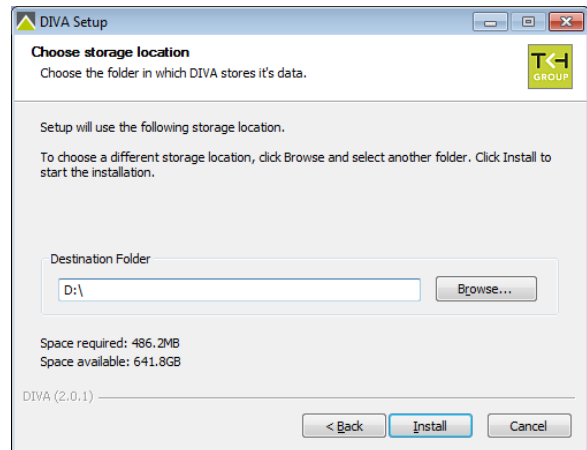 DIVA Setup
Choose storage location
Choose the folder in which DIVA stores it's data.
TKH
GROUP
Setup will use the following storage location.
To choose a different storage location, click Browse and select another folder. Click Install to
start the installation.
Destination Folder
D:\
Browse...
Space required: 486.2MB
Space available: 641.8GB
DIVA (2.0.1)
< Back
Install
Cancel